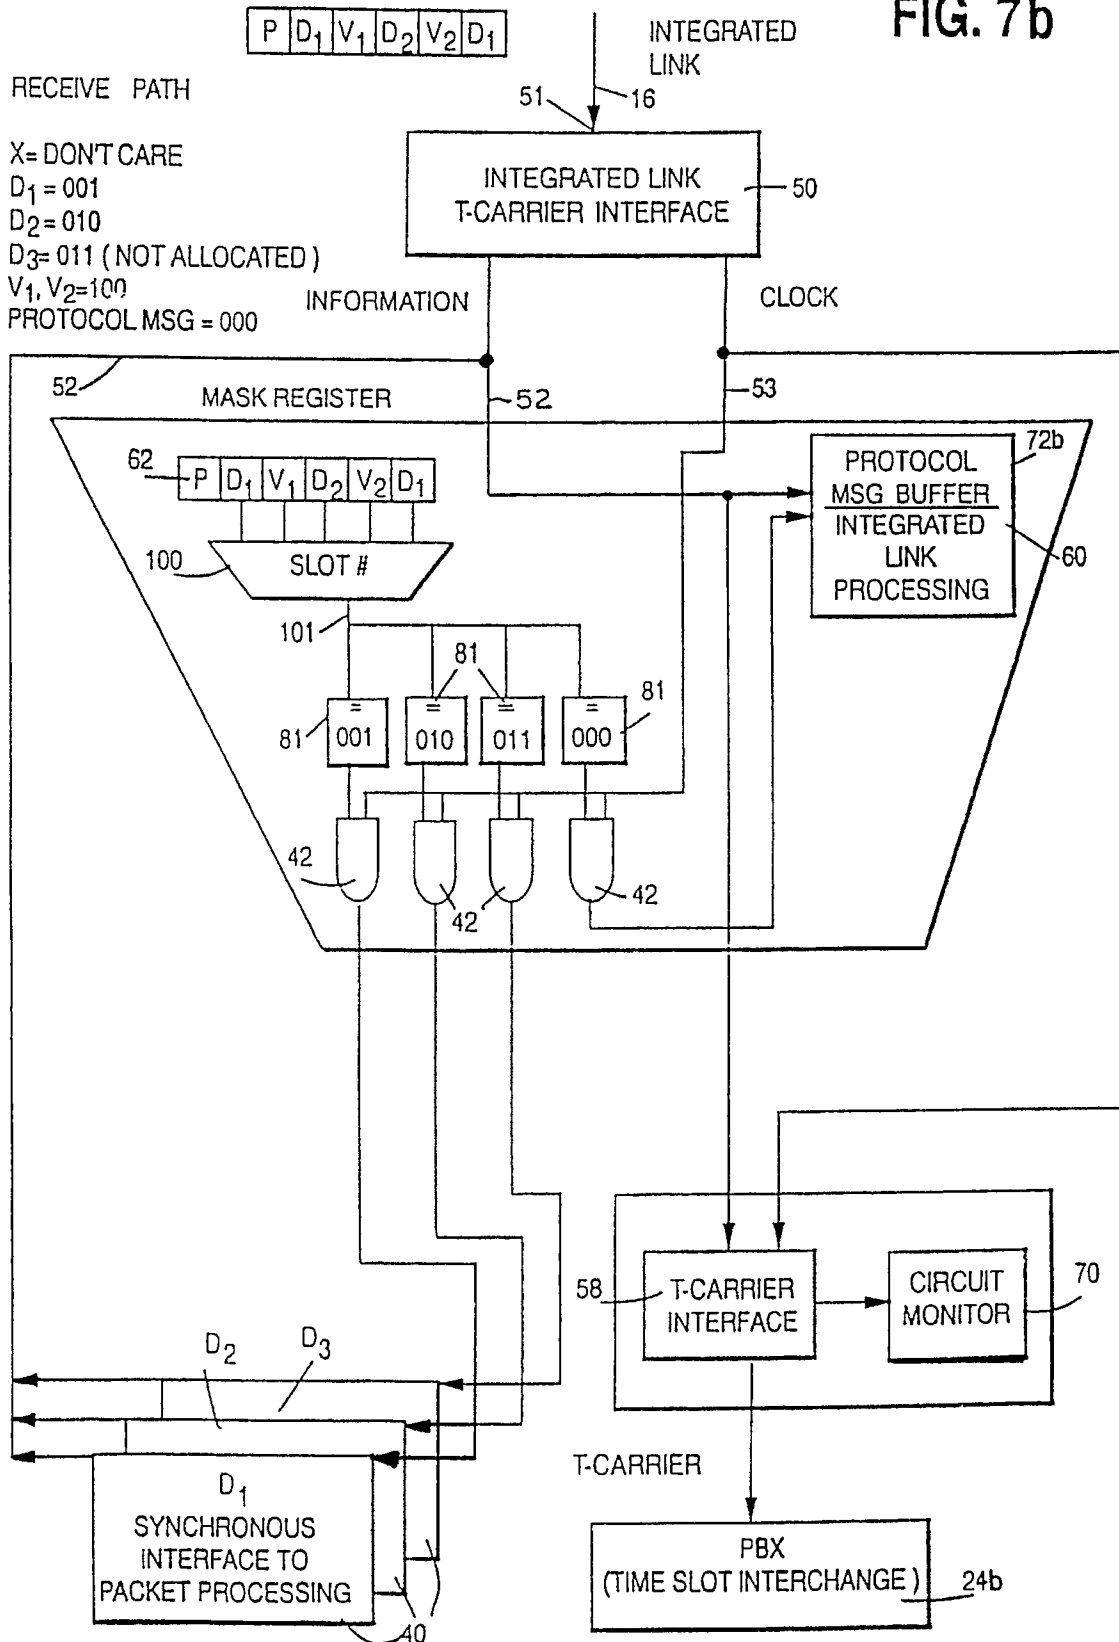 FIG. 7b
P D1 V1 D2 V2 D1
INTEGRATED
LINK
RECEIVE PATH
51
16
X= DON'T CARE
D1 = 001
D2 = 010
D3= 011 ( NOT ALLOCATED )
V1, V2=100
PROTOCOL MSG = 000
INTEGRATED LINK
T-CARRIER INTERFACE
50
INFORMATION
CLOCK
52
MASK REGISTER
52
53
62
P D1 V1 D2 V2 D1
72b
PROTOCOL
MSG BUFFER
INTEGRATED
LINK
PROCESSING
60
100
SLOT #
101
81
81
81
= 001
= 010
= 011
= 000
42
42
42
58
T-CARRIER
INTERFACE
CIRCUIT
MONITOR
70
D2
D3
D1
SYNCHRONOUS
INTERFACE TO
PACKET PROCESSING
40
T-CARRIER
PBX
(TIME SLOT INTERCHANGE )
24b